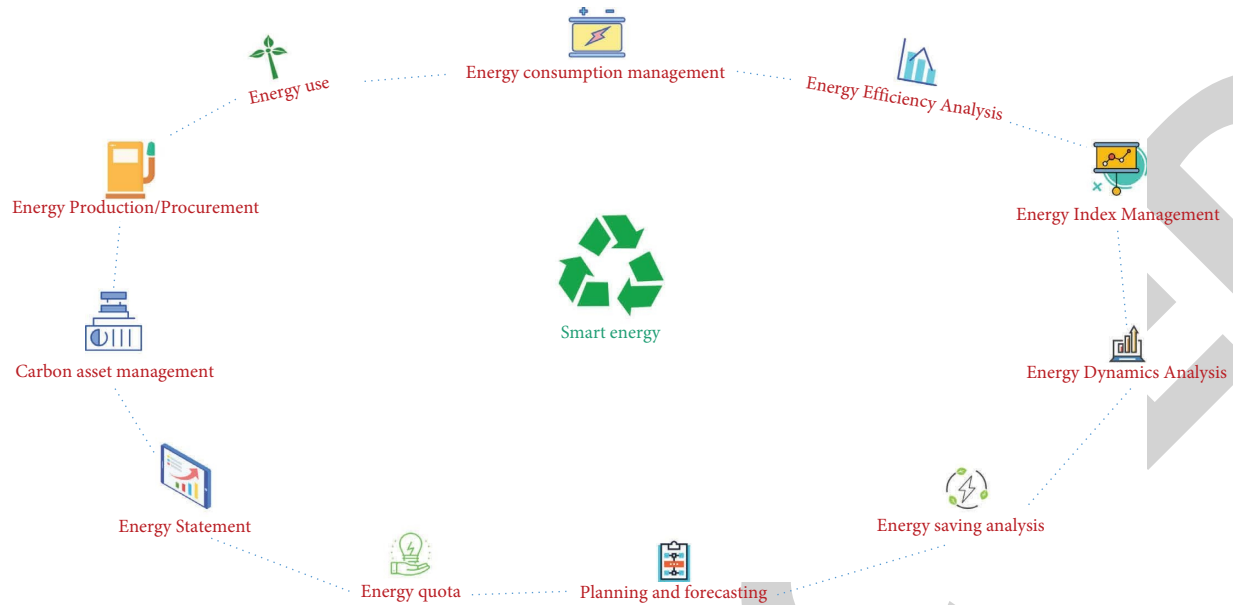 Energy consumption management
Energy use
Energy Efficiency Analysis
Energy Production/Procurement
Energy Index Management
Smart energy
Carbon asset management
Energy Dynamics Analysis
Energy Statement
Energy saving analysis
Energy quota
Planning and forecasting